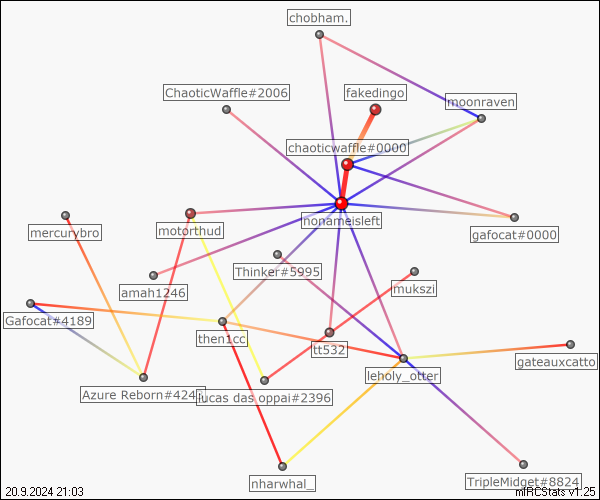 chobham.
ChaoticWaffle#2006
fakedingo
moonraven
chaoticwaffle#0000
nonameisleft
mercurybro
motorthud
gafocat#0000
Thinker#5995
amah1246
mukszi
Gafocat#4189
then1cc
tt532
gateauxcatto
leholy_otter
Azure Reborn#424
lucas das oppai#2396
nharwhal_
TripleMidget#8824
20.9.2024 21:03
mIRCStats v1.25